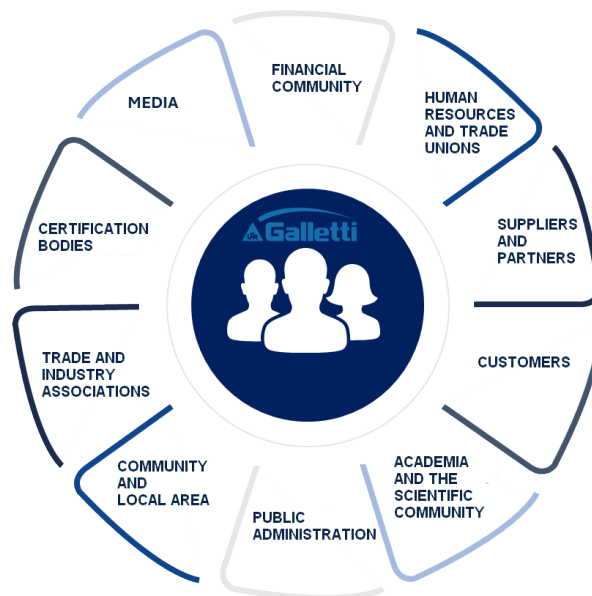 FINANCIAL
COMMUNITY
HUMAN
RESOURCES
AND TRADE
UNIONS
SUPPLIERS
AND
PARTNERS
CUSTOMERS
ACADEMIA
AND THE
SCIENTIFIC
COMMUNITY
PUBLIC
ADMINISTRATION
COMMUNITY
AND
LOCAL AREA
TRADE AND
INDUSTRY
ASSOCIATIONS
CERTIFICATION
BODIES
MEDIA
Galletti